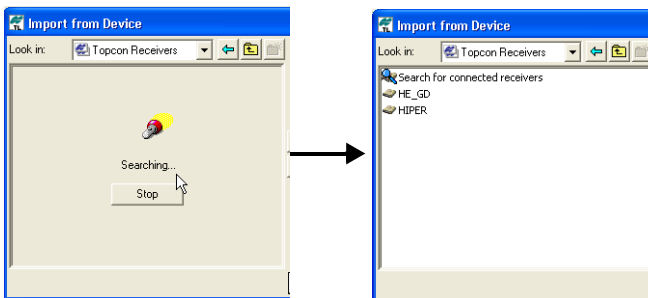 Import from Device
Look in: Topcon Receivers
Searching...
Stop
Import from Device
Look in: Topcon Receivers
Search for connected receivers
HE_GD
HIPER